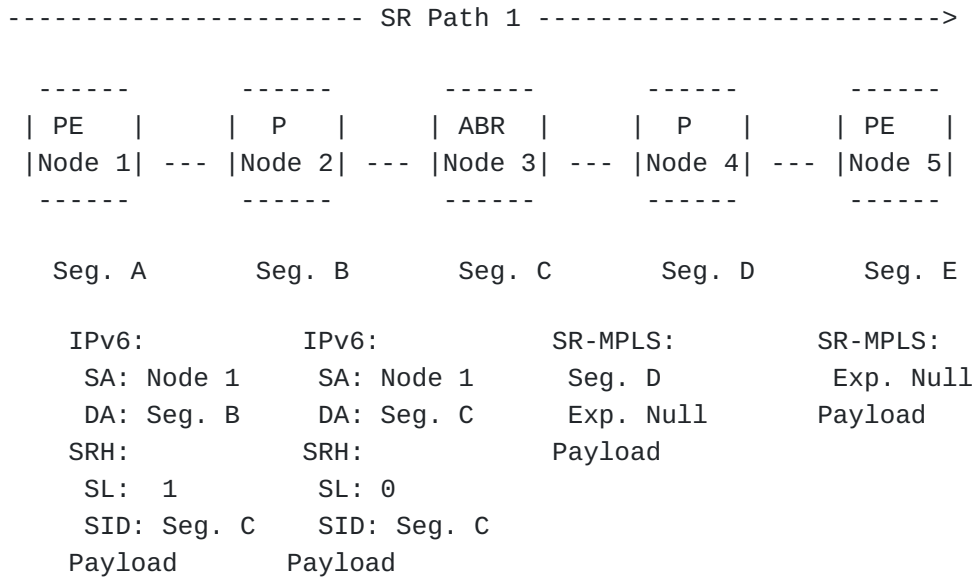 ----------------------- SR Path 1 -------------------------->
------ ------ ------ ------ ------
| PE | | P | | ABR | | P | | PE |
|Node 1| --- |Node 2| --- |Node 3| --- |Node 4| --- |Node 5|
------ ------ ------ ------ ------
Seg. A Seg. B Seg. C Seg. D Seg. E
IPv6: IPv6: SR-MPLS: SR-MPLS:
SA: Node 1 SA: Node 1 Seg. D Exp. Null
DA: Seg. B DA: Seg. C Exp. Null Payload
SRH: SRH: Payload
SL: 1 SL: 0
SID: Seg. C SID: Seg. C
Payload Payload